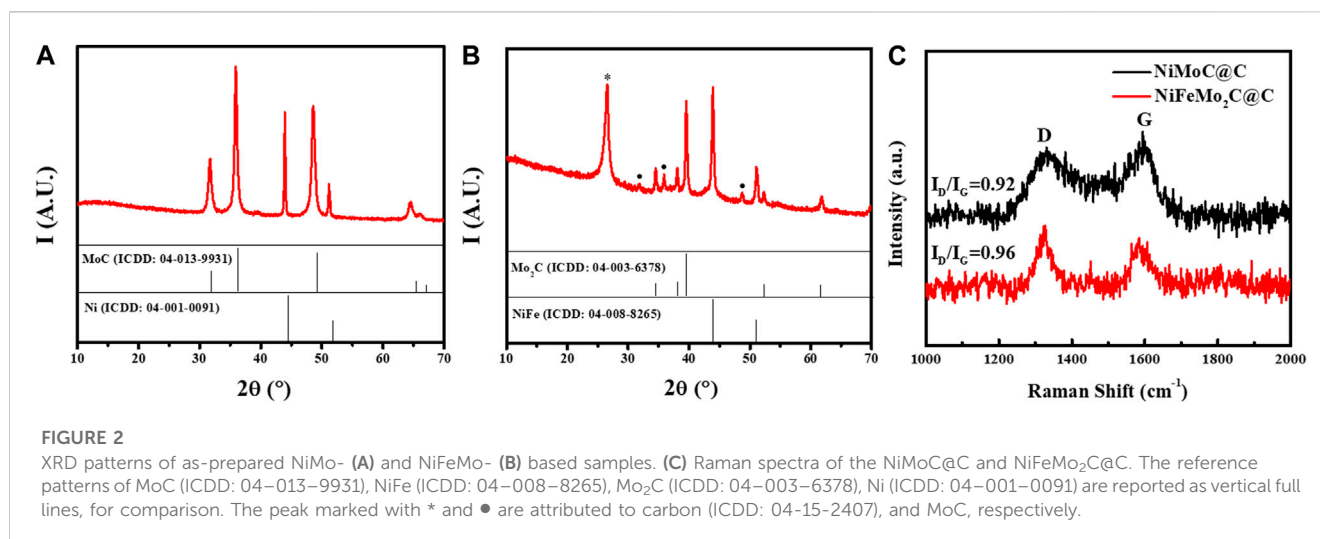 A
I (A.U.)
MoC (ICDD: 04-013-9931)
Ni (ICDD: 04-001-0091)
10 20 30 40 50 60 70
2θ (°)
B
*
•
•
•
I (A.U.)
Mo₂C (ICDD: 04-003-6378)
NiFe (ICDD: 04-008-8265)
10 20 30 40 50 60 70
2θ (°)
C
NiMoC@C
NiFeMo₂C@C
D
G
I_D/I_G=0.92
I_D/I_G=0.96
Intensity (a.u.)
1000 1200 1400 1600 1800 2000
Raman Shift (cm⁻¹)
FIGURE 2
XRD patterns of as-prepared NiMo- (A) and NiFeMo- (B) based samples. (C) Raman spectra of the NiMoC@C and NiFeMo₂C@C. The reference
patterns of MoC (ICDD: 04–013–9931), NiFe (ICDD: 04–008–8265), Mo₂C (ICDD: 04–003–6378), Ni (ICDD: 04–001–0091) are reported as vertical full
lines, for comparison. The peak marked with * and ● are attributed to carbon (ICDD: 04-15-2407), and MoC, respectively.